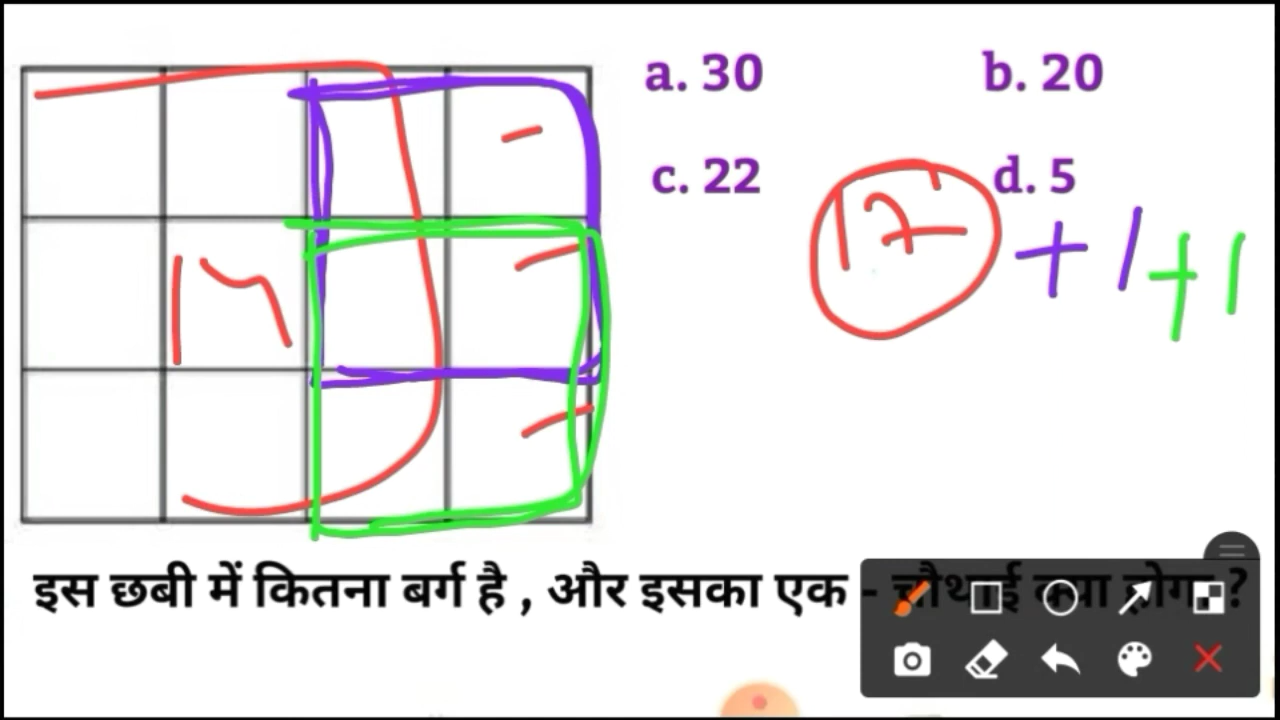 a. 30 b. 20
c. 22 d. 5
17 + 1 + 1
14
इस छबी में कितना बर्ग है , और इसका एक - चौथाई क्या होगा ?